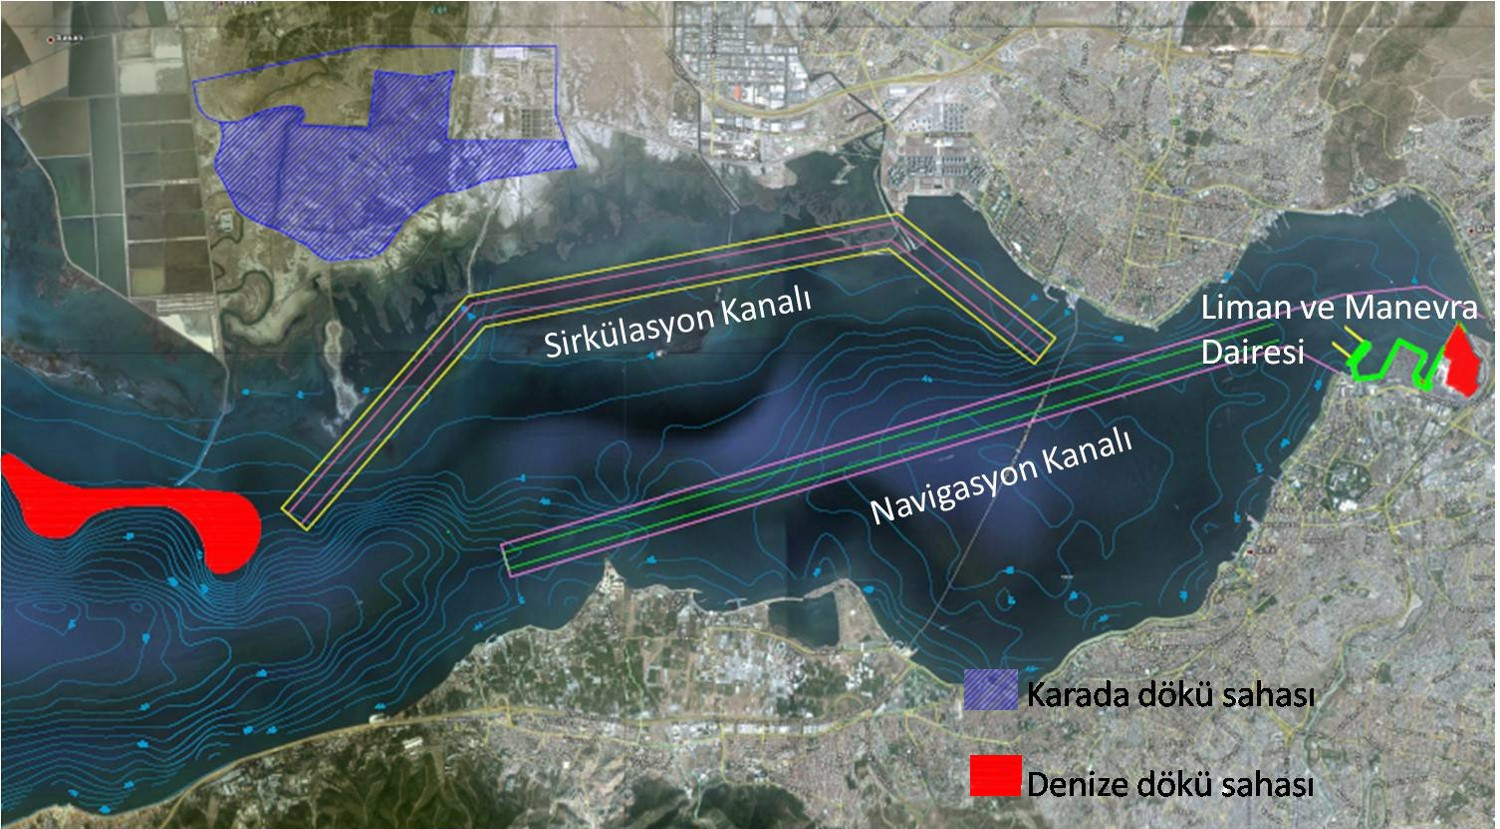 Sirkülasyon Kanalı
Liman ve Manevra
Dairesi
Navigasyon Kanalı
Karada dökü sahası
Denize dökü sahası